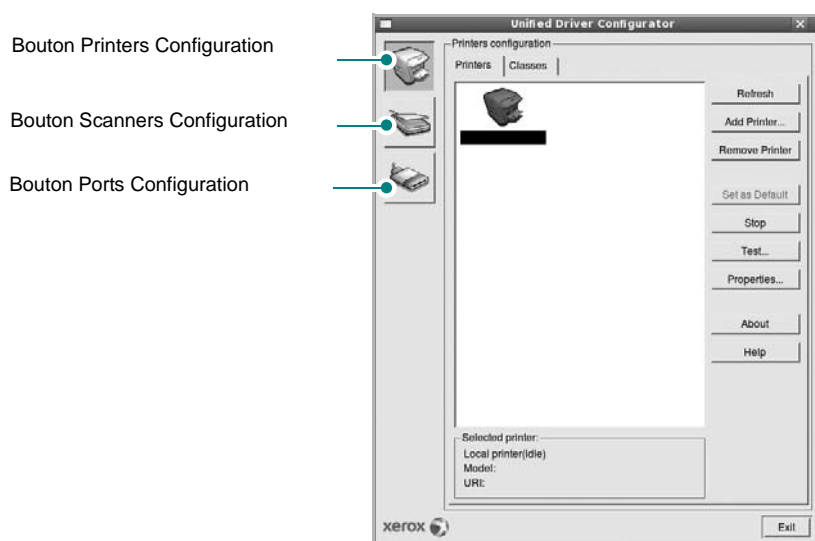 Bouton Printers Configuration
Bouton Scanners Configuration
Bouton Ports Configuration
Unified Driver Configurator
Printers configuration
Printers
Classes
Refresh
Add Printer...
Remove Printer
Set as Default
Stop
Test...
Properties...
About
Help
Selected printer:
Local printer(idle)
Model:
URI:
xerox
Exit